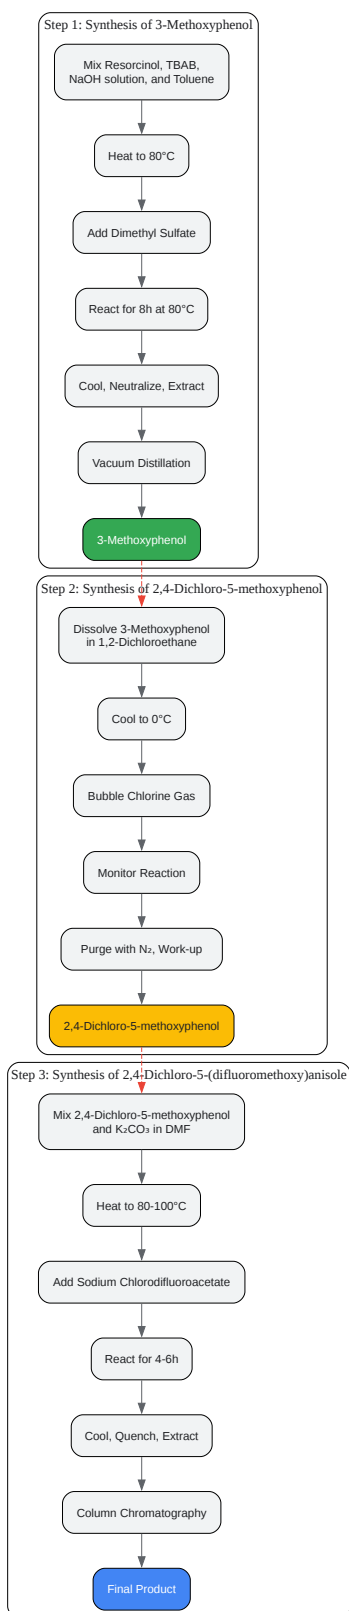 Step 1: Synthesis of 3-Methoxyphenol
Mix Resorcinol, TBAB,
NaOH solution, and Toluene
Heat to 80°C
Add Dimethyl Sulfate
React for 8h at 80°C
Cool, Neutralize, Extract
Vacuum Distillation
3-Methoxyphenol
Step 2: Synthesis of 2,4-Dichloro-5-methoxyphenol
Dissolve 3-Methoxyphenol
in 1,2-Dichloroethane
Cool to 0°C
Bubble Chlorine Gas
Monitor Reaction
Purge with N₂, Work-up
2,4-Dichloro-5-methoxyphenol
Step 3: Synthesis of 2,4-Dichloro-5-(difluoromethoxy)anisole
Mix 2,4-Dichloro-5-methoxyphenol
and K₂CO₃ in DMF
Heat to 80-100°C
Add Sodium Chlorodifluoroacetate
React for 4-6h
Cool, Quench, Extract
Column Chromatography
Final Product